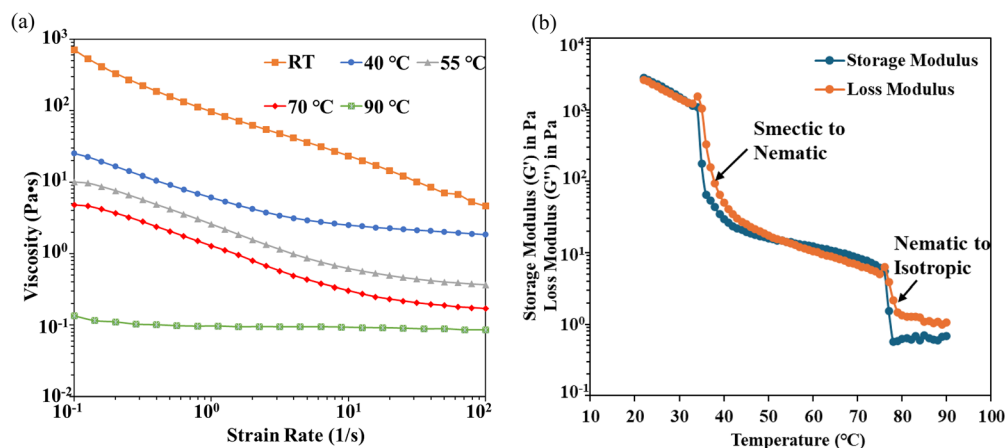 (a)
Viscosity (Pa•s)
10³
10²
10¹
10⁰
10⁻¹
10⁻²
RT
40 ℃
55 ℃
70 ℃
90 ℃
10⁻¹
10⁰
10¹
10²
Strain Rate (1/s)
(b)
Storage Modulus (G') in Pa
Loss Modulus (G'') in Pa
10⁴
10³
10²
10¹
10⁰
10⁻¹
Storage Modulus
Loss Modulus
Smectic to
Nematic
Nematic to
Isotropic
10 20 30 40 50 60 70 80 90 100
Temperature (℃)